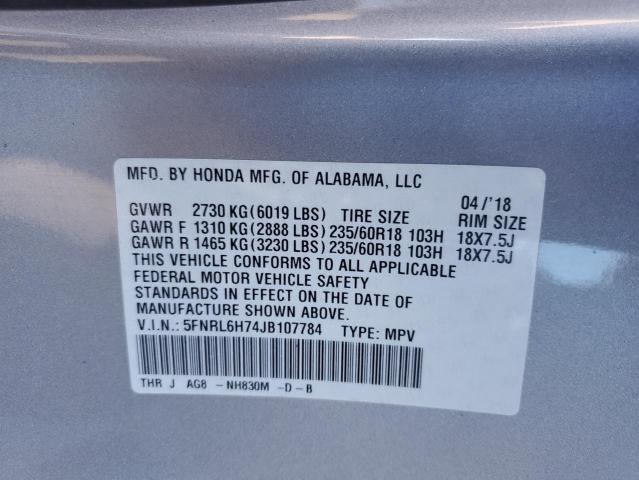 MFD. BY HONDA MFG. OF ALABAMA, LLC 04/'18
GVWR 2730 KG(6019 LBS) TIRE SIZE RIM SIZE
GAWR F 1310 KG(2888 LBS)235/60R18 103H 18X7.5J
GAWR R 1465 KG(3230 LBS)235/60R18 103H 18X7.5J
THIS VEHICLE CONFORMS TO ALL APPLICABLE
FEDERAL MOTOR VEHICLE SAFETY
STANDARDS IN EFFECT ON THE DATE OF
MANUFACTURE SHOWN ABOVE.
V.I.N.: 5FNRL6H74JB107784 TYPE: MPV
THR J AG8 -NH830M -D-B